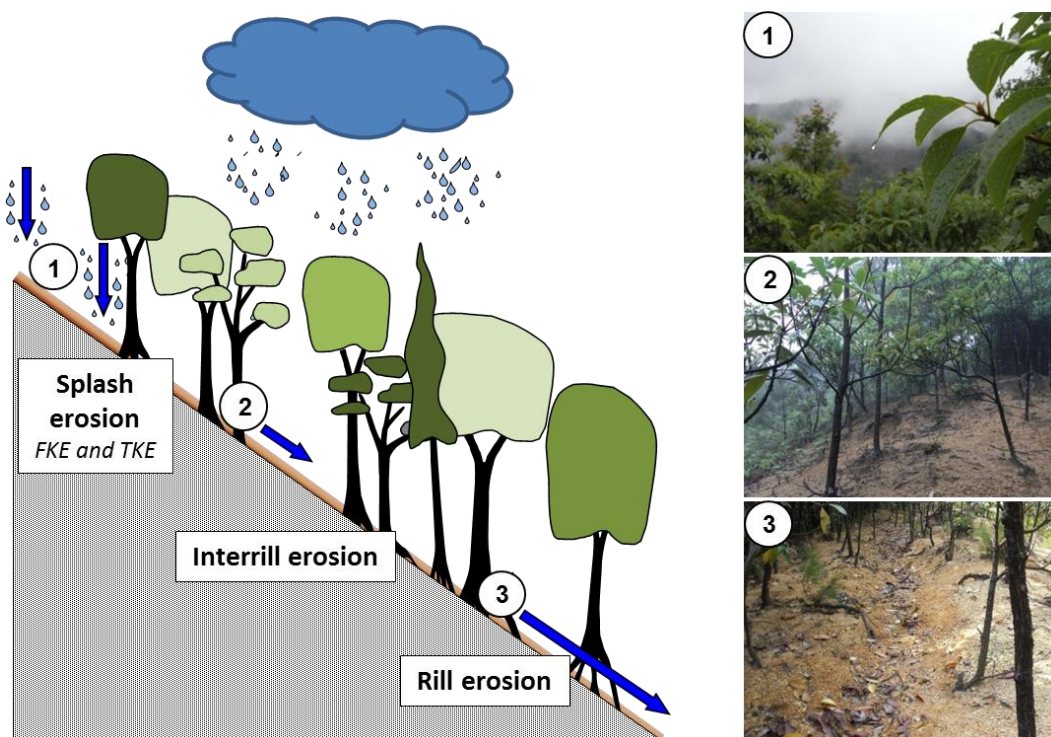 1
Splash
erosion
FKE and TKE
2
Interrill erosion
3
Rill erosion
1
2
3